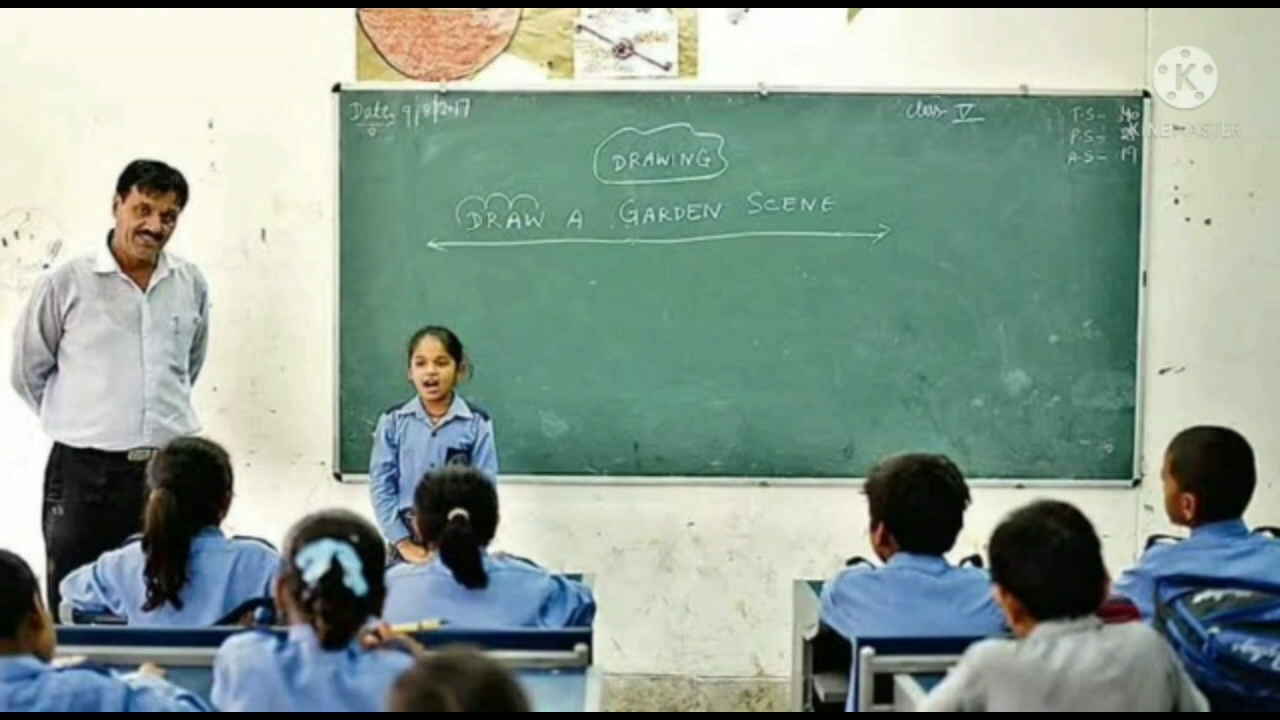 Date 9/8/2017
Class V
T.S- 40
P.S-
A.S- 19
DRAWING
DRAW A GARDEN SCENE
K
KINEMASTER